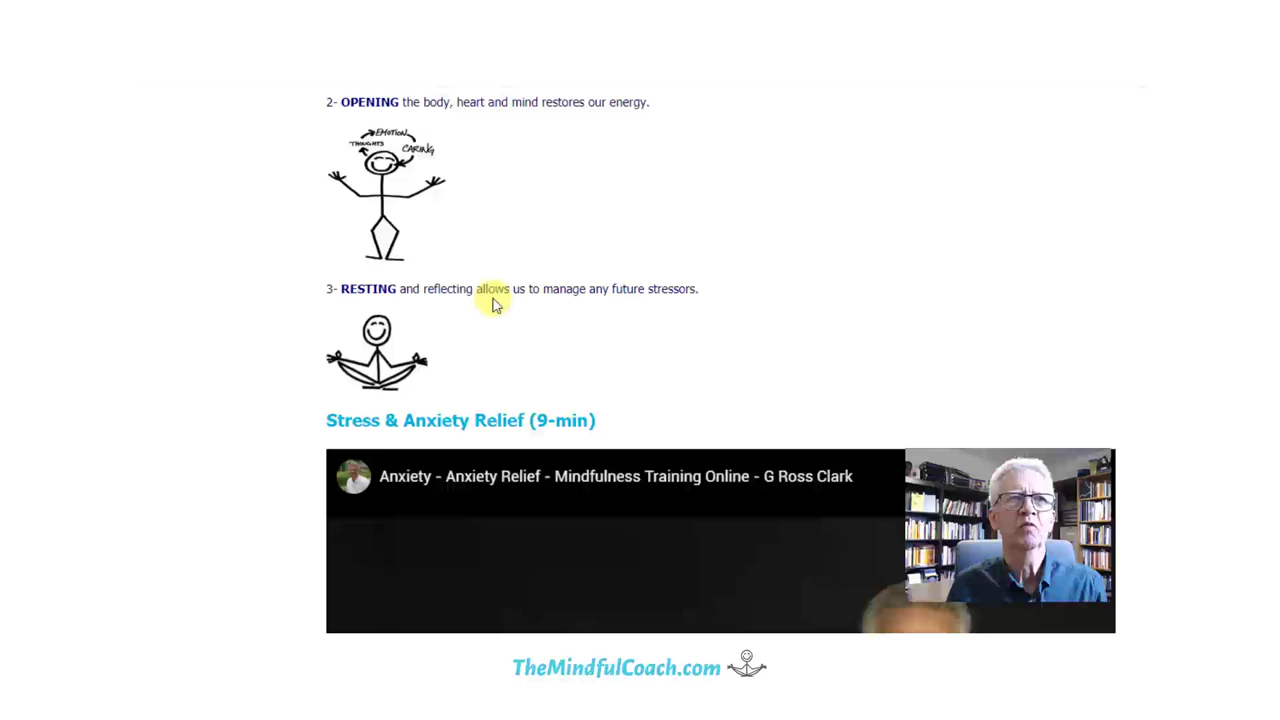 2- OPENING the body, heart and mind restores our energy.
EMOTION
THOUGHTS
CARING
3- RESTING and reflecting allows us to manage any future stressors.
Stress & Anxiety Relief (9-min)
Anxiety - Anxiety Relief - Mindfulness Training Online - G Ross Clark
TheMindfulCoach.com